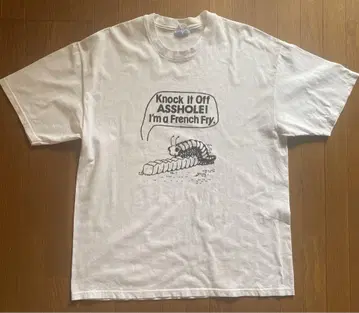 Knock It Off
ASSHOLE!
I'm a French Fry.